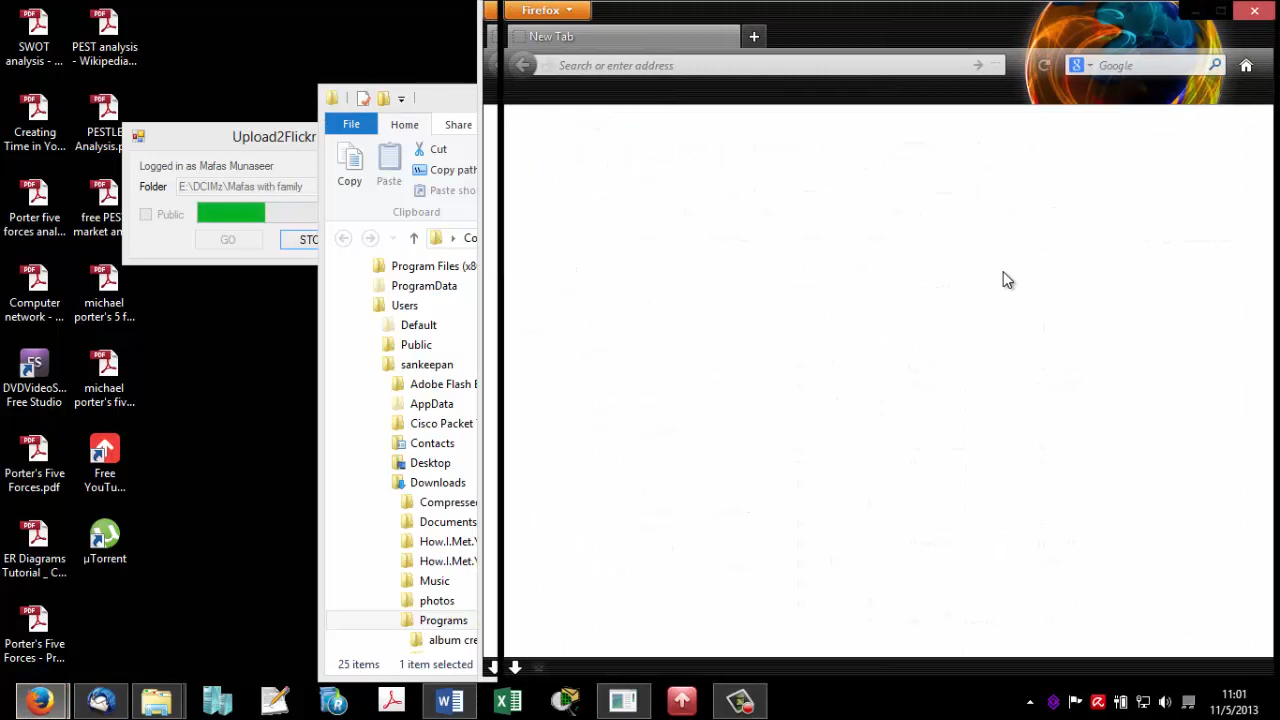 SWOT
analysis - ...
PEST analysis
- Wikipedia...
Creating
Time in Yo...
PESTLE
Analysis.p
Porter five
forces anal...
free PES
market an
Computer
network - ...
michael
porter's 5 f...
DVDVideoS...
Free Studio
michael
porter's fiv...
Porter's Five
Forces.pdf
Free
YouTu...
ER Diagrams
Tutorial _ C...
µTorrent
Porter's Five
Forces - Pr...
Upload2Flickr
Logged in as Mafas Munaseer
Folder E:\DCIMz\Mafas with family
Public
GO STO
File Home Share
Copy Paste Cut
Copy path
Paste sho
Clipboard
Co
Program Files (x8
ProgramData
Users
Default
Public
sankeepan
Adobe Flash B
AppData
Cisco Packet T
Contacts
Desktop
Downloads
Compresse
Documents
How.I.Met.Y
How.I.Met.Y
Music
photos
Programs
album cre
25 items 1 item selected
Firefox
New Tab
Search or enter address
Google
11:01
11/5/2013